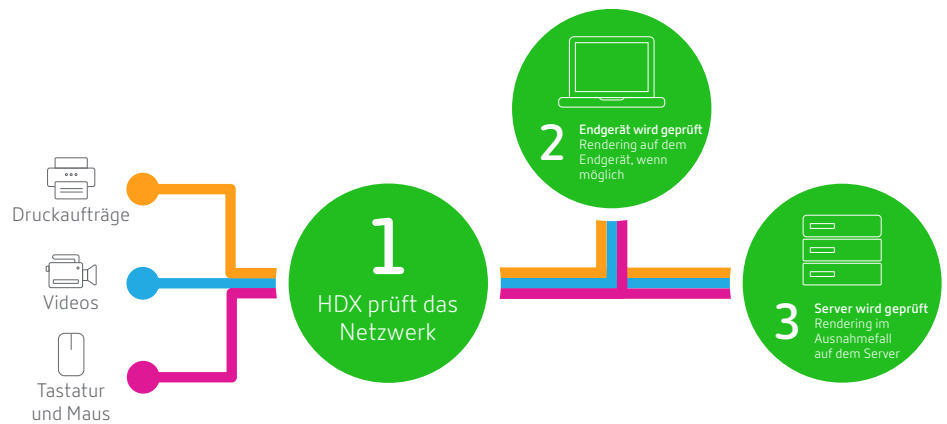 Druckaufträge
Videos
Tastatur
und Maus
1
HDX prüft das
Netzwerk
2
Endgerät wird geprüft
Rendering auf dem
Endgerät, wenn
möglich
3
Server wird geprüft
Rendering im
Ausnahmefall
auf dem Server